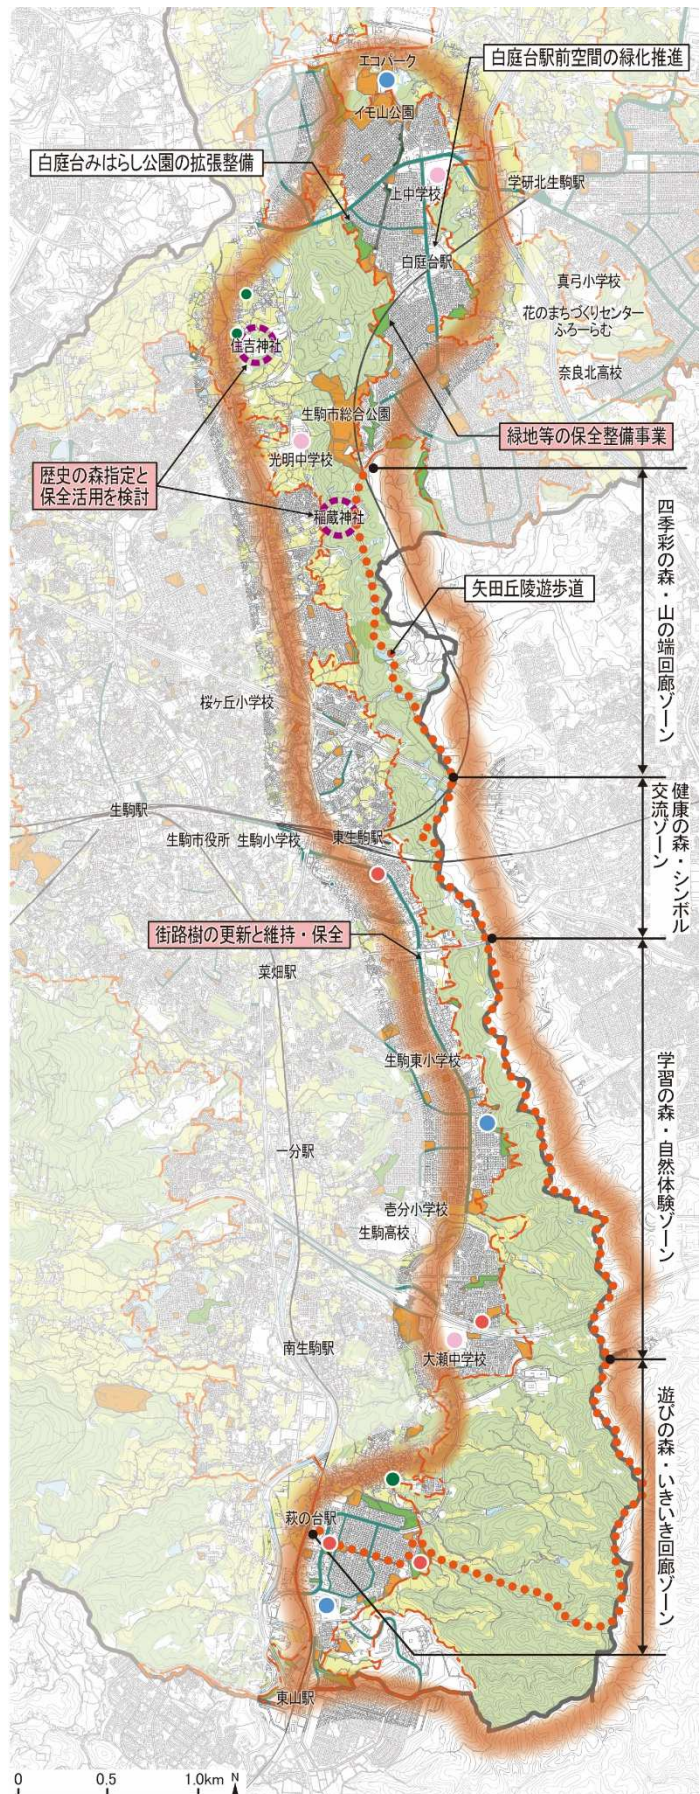 エコパーク
白庭台駅前空間の緑化推進
イモ山公園
白庭台みはらし公園の拡張整備
上中学校
学研北生駒駅
白庭台駅
真弓小学校
花のまちづくりセンター
ふろーらむ
住吉神社
奈良北高校
生駒市総合公園
緑地等の保全整備事業
光明中学校
歴史の森指定と
保全活用を検討
稲蔵神社
四季彩の森・山の端回廊ゾーン
矢田丘陵遊歩道
桜ヶ丘小学校
健康の森・シンボル
交流ゾーン
生駒駅
生駒市役所
生駒小学校
東生駒駅
街路樹の更新と維持・保全
菜畑駅
生駒東小学校
学習の森・自然体験ゾーン
一分駅
壱分小学校
生駒高校
南生駒駅
大瀬中学校
遊びの森・いきいき回廊ゾーン
萩の台駅
東山駅
0 0.5 1.0km N